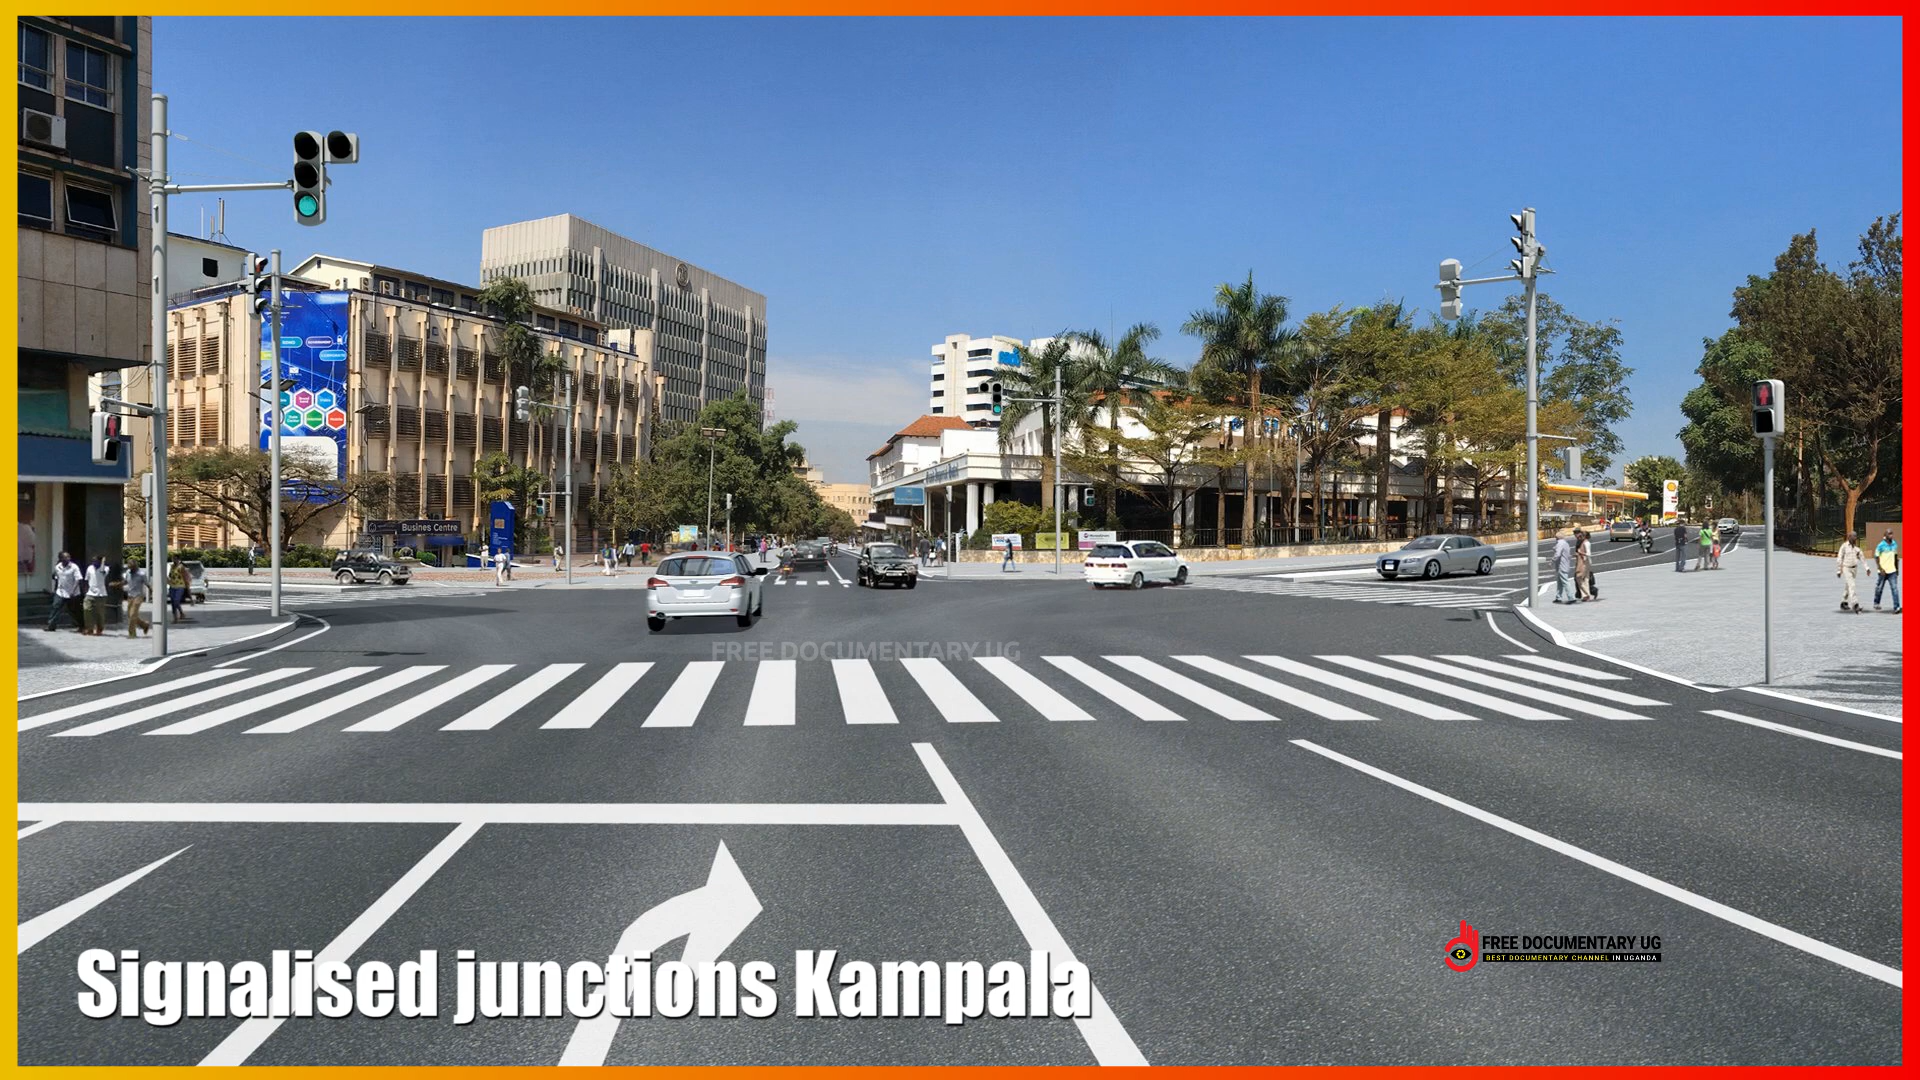 Busines Centre
FREE DOCUMENTARY UG
Signalised junctions Kampala
FREE DOCUMENTARY UG
BEST DOCUMENTARY CHANNEL IN UGANDA